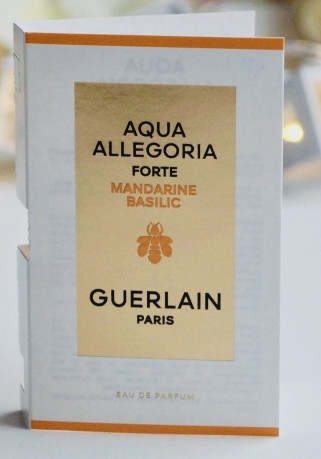 AQUA
ALLEGORIA
FORTE
MANDARINE
BASILIC
GUERLAIN
PARIS
EAU DE PARFUM